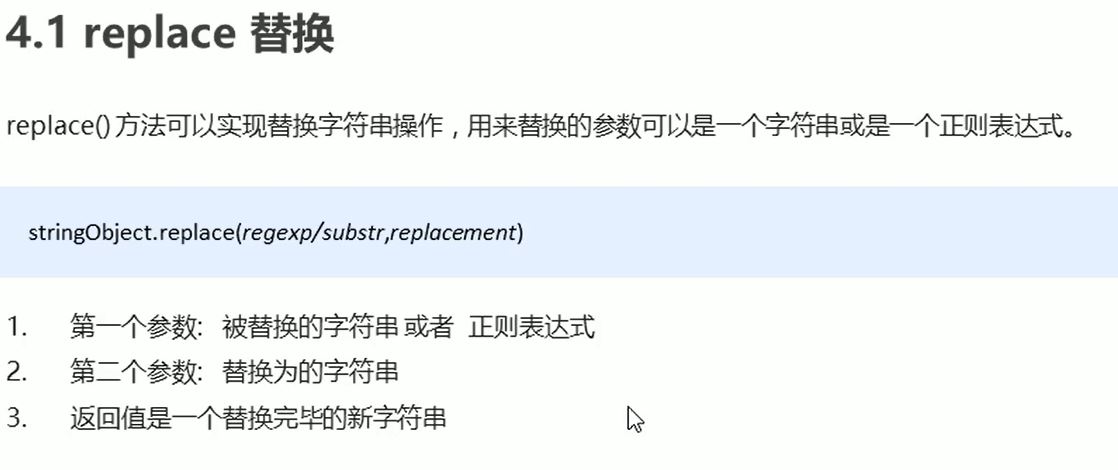 4.1 replace 替换
replace() 方法可以实现替换字符串操作，用来替换的参数可以是一个字符串或是一个正则表达式。
stringObject.replace(regexp/substr,replacement)
1. 第一个参数: 被替换的字符串 或者 正则表达式
2. 第二个参数: 替换为的字符串
3. 返回值是一个替换完毕的新字符串